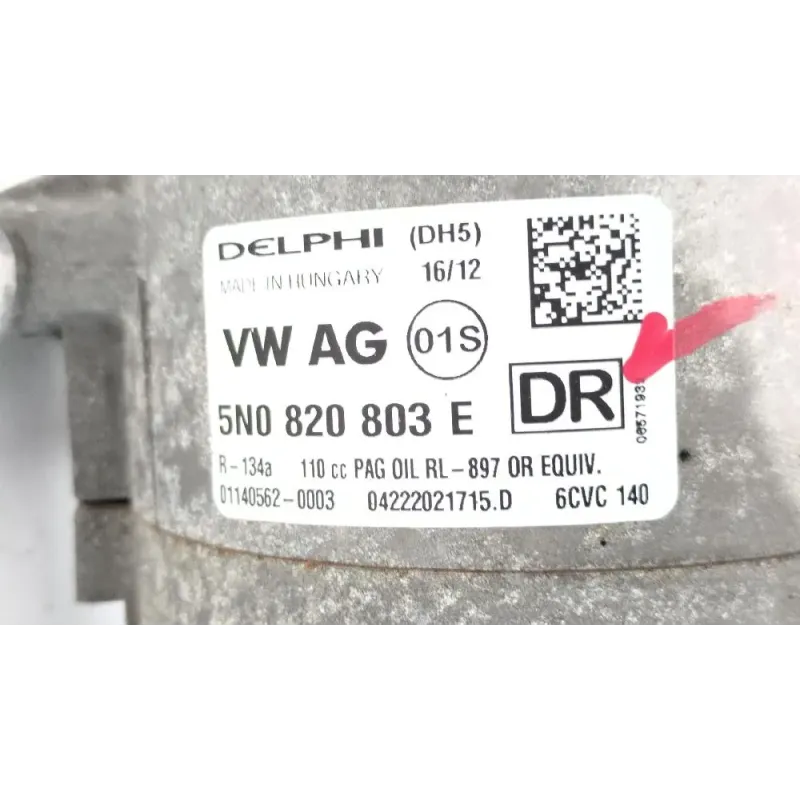 DELPHI (DH5)
MADE IN HUNGARY 16/12
VW AG 01S
5N0 820 803 E DR
R-134a 110 cc PAG OIL RL-897 OR EQUIV.
01140562-0003 04222021715.D 6CVC 140